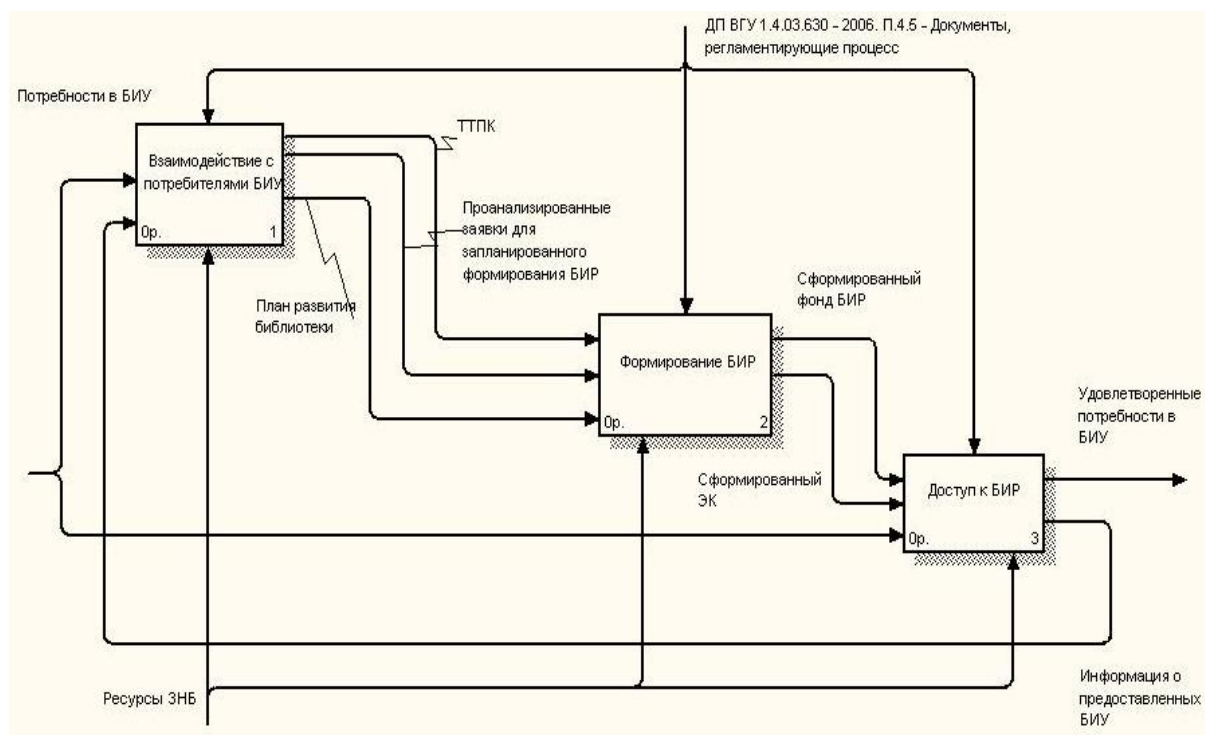 ДП ВГУ 1.4.03.630 - 2006. П.4.5 - Документы,
регламентирующие процесс
Потребности в БИУ
ТТПК
Взаимодействие с
потребителями БИУ
0р.
1
Проанализированные
заявки для
запланированного
формирования БИР
План развития
библиотеки
Сформированный
фонд БИР
Формирование БИР
0р.
2
Удовлетворенные
потребности в
БИУ
Сформированный
ЭК
Доступ к БИР
0р.
3
Ресурсы ЗНБ
Информация о
предоставленных
БИУ